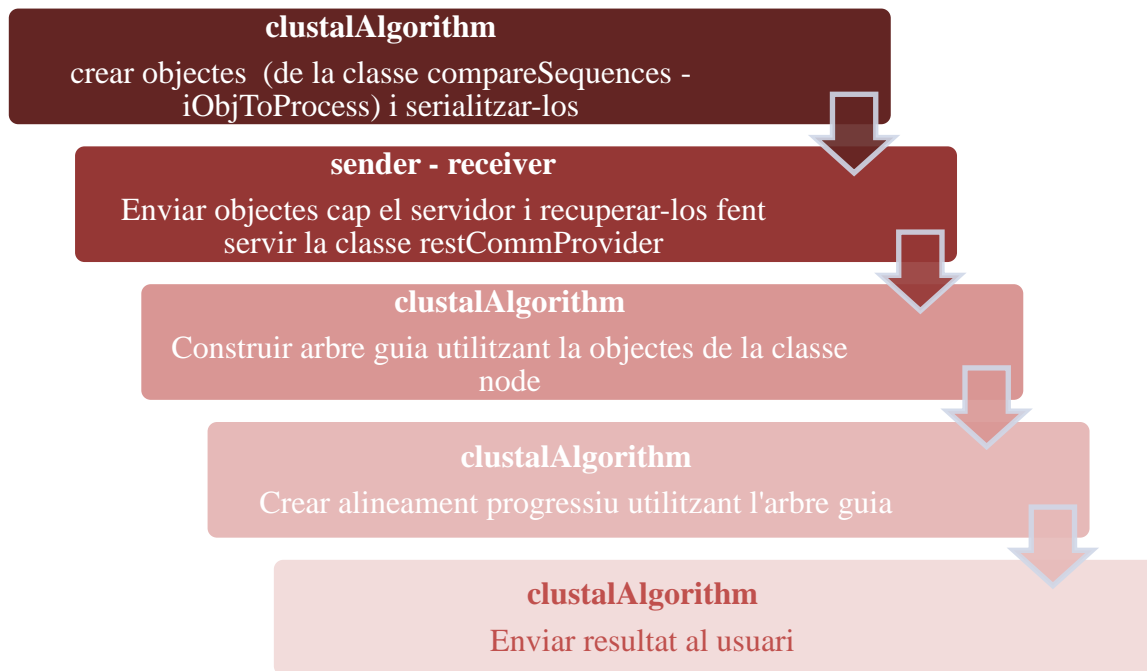 clustalAlgorithm
crear objectes (de la classe compareSequences -
iObjToProcess) i serialitzar-los
sender - receiver
Enviar objectes cap el servidor i recuperar-los fent
servir la classe restCommProvider
clustalAlgorithm
Construir arbre guia utilitzant la objectes de la classe
node
clustalAlgorithm
Crear alineament progressiu utilitzant l'arbre guia
clustalAlgorithm
Enviar resultat al usuari